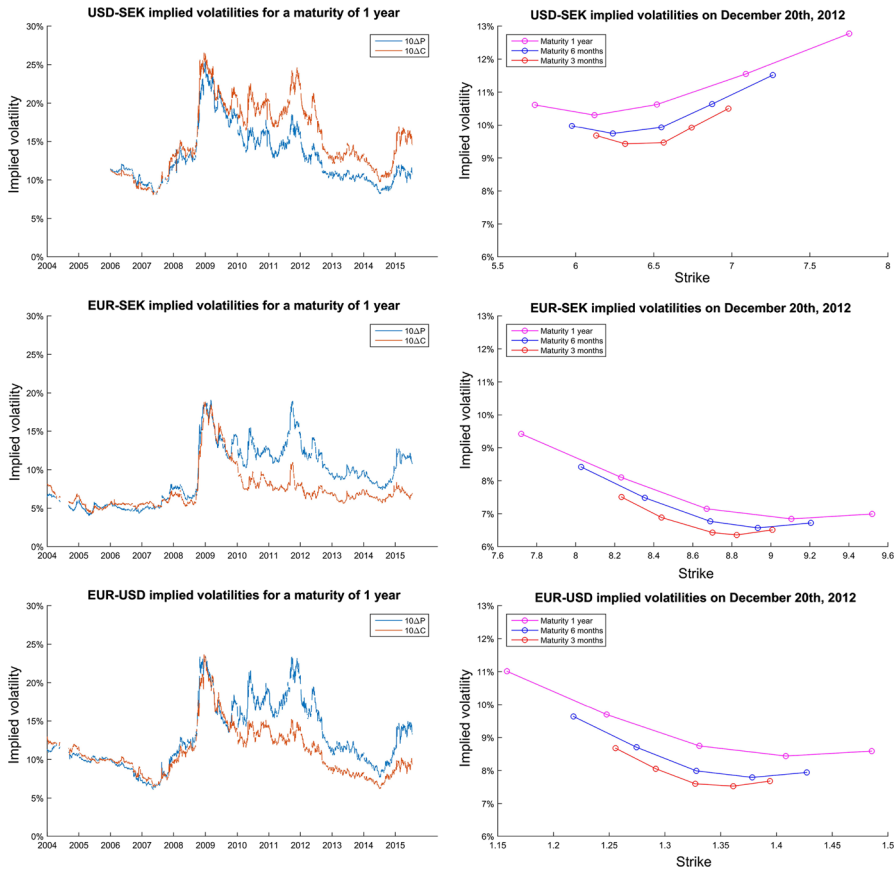 USD-SEK implied volatilities for a maturity of 1 year
30%
25%
20%
15%
10%
5%
0%
Implied volatility
10ΔP
10ΔC
2004 2005 2006 2007 2008 2009 2010 2011 2012 2013 2014 2015
USD-SEK implied volatilities on December 20th, 2012
13%
12%
11%
10%
9%
8%
7%
6%
Implied volatility
Maturity 1 year
Maturity 6 months
Maturity 3 months
5.5 6 6.5 7 7.5 8
Strike
EUR-SEK implied volatilities for a maturity of 1 year
30%
25%
20%
15%
10%
5%
0%
Implied volatility
10ΔP
10ΔC
2004 2005 2006 2007 2008 2009 2010 2011 2012 2013 2014 2015
EUR-SEK implied volatilities on December 20th, 2012
13%
12%
11%
10%
9%
8%
7%
6%
Implied volatility
Maturity 1 year
Maturity 6 months
Maturity 3 months
7.6 7.8 8 8.2 8.4 8.6 8.8 9 9.2 9.4 9.6
Strike
EUR-USD implied volatilities for a maturity of 1 year
30%
25%
20%
15%
10%
5%
0%
Implied volatility
10ΔP
10ΔC
2004 2005 2006 2007 2008 2009 2010 2011 2012 2013 2014 2015
EUR-USD implied volatilities on December 20th, 2012
13%
12%
11%
10%
9%
8%
7%
6%
Implied volatility
Maturity 1 year
Maturity 6 months
Maturity 3 months
1.15 1.2 1.25 1.3 1.35 1.4 1.45 1.5
Strike